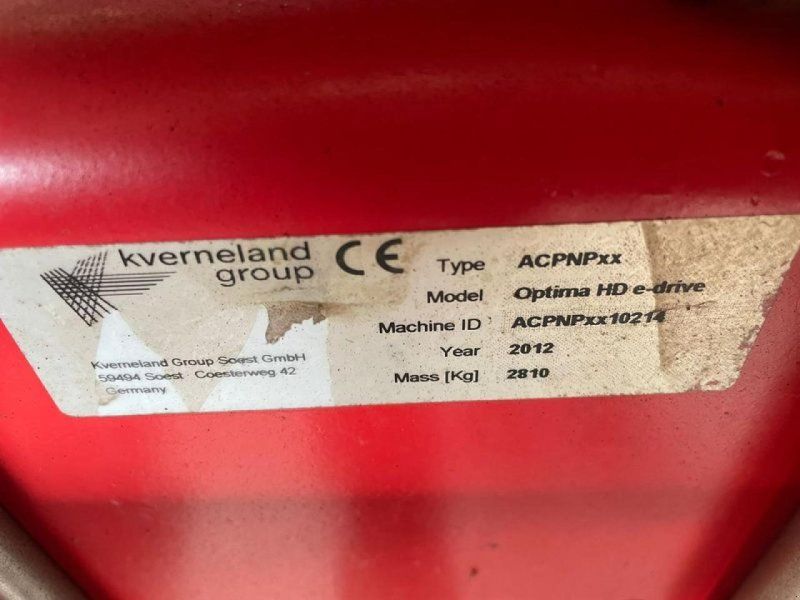 kverneland
group
CE
Type ACPNPxx
Model Optima HD e-drive
Machine ID ACPNPxx10214
Year 2012
Mass [Kg] 2810
Kverneland Group Soest GmbH
59494 Soest Coesterweg 42
Germany